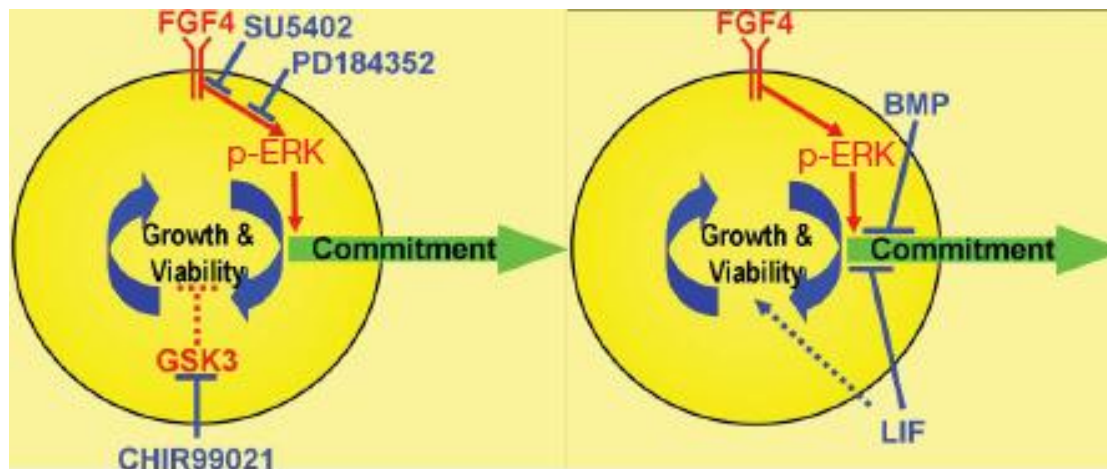 FGF4
SU5402
PD184352
p-ERK
Growth &
Viability
Commitment
GSK3
CHIR99021
FGF4
BMP
p-ERK
Growth &
Viability
Commitment
LIF